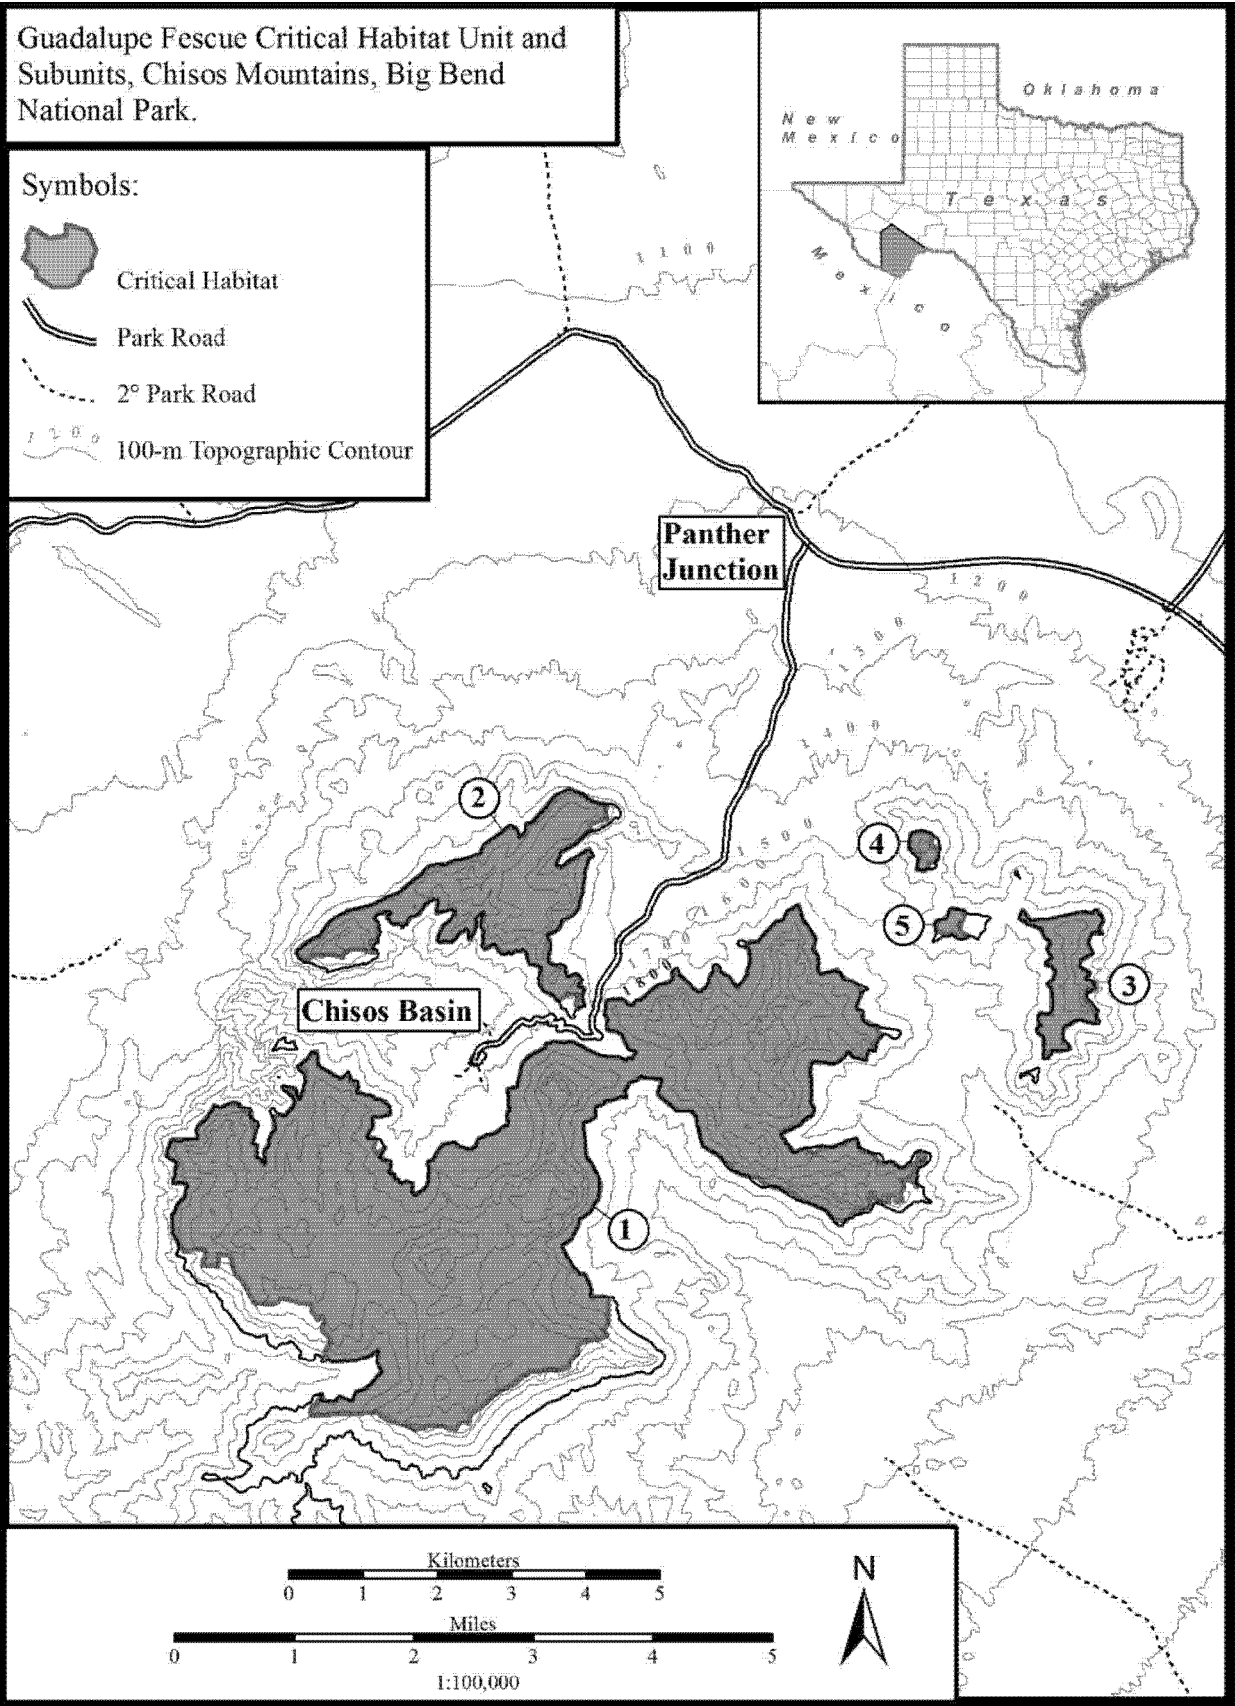 Guadalupe Fescue Critical Habitat Unit and
Subunits, Chisos Mountains, Big Bend
National Park.
Symbols:
Critical Habitat
Park Road
2° Park Road
1200
100-m Topographic Contour
Oklahoma
New
Mexico
Texas
Mexico
1100
Panther
Junction
1200
1300
1400
1500
1600
1700
1800
2
4
5
3
Chisos Basin
1
Kilometers
0 1 2 3 4 5
Miles
0 1 2 3 4 5
1:100,000
N